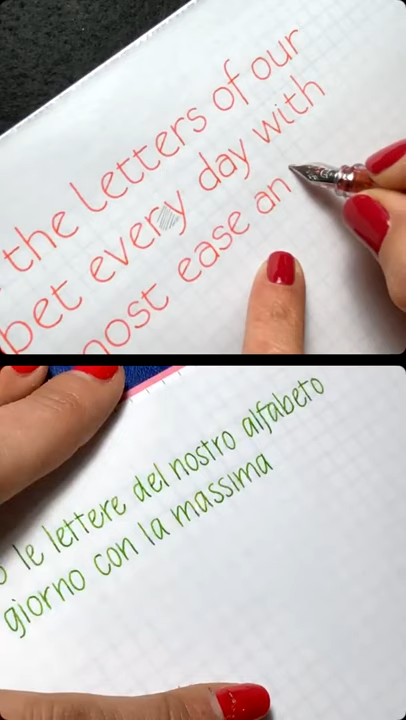 the letters of our
bet every day with
most ease an
o le lettere del nostro alfabeto
giorno con la massima